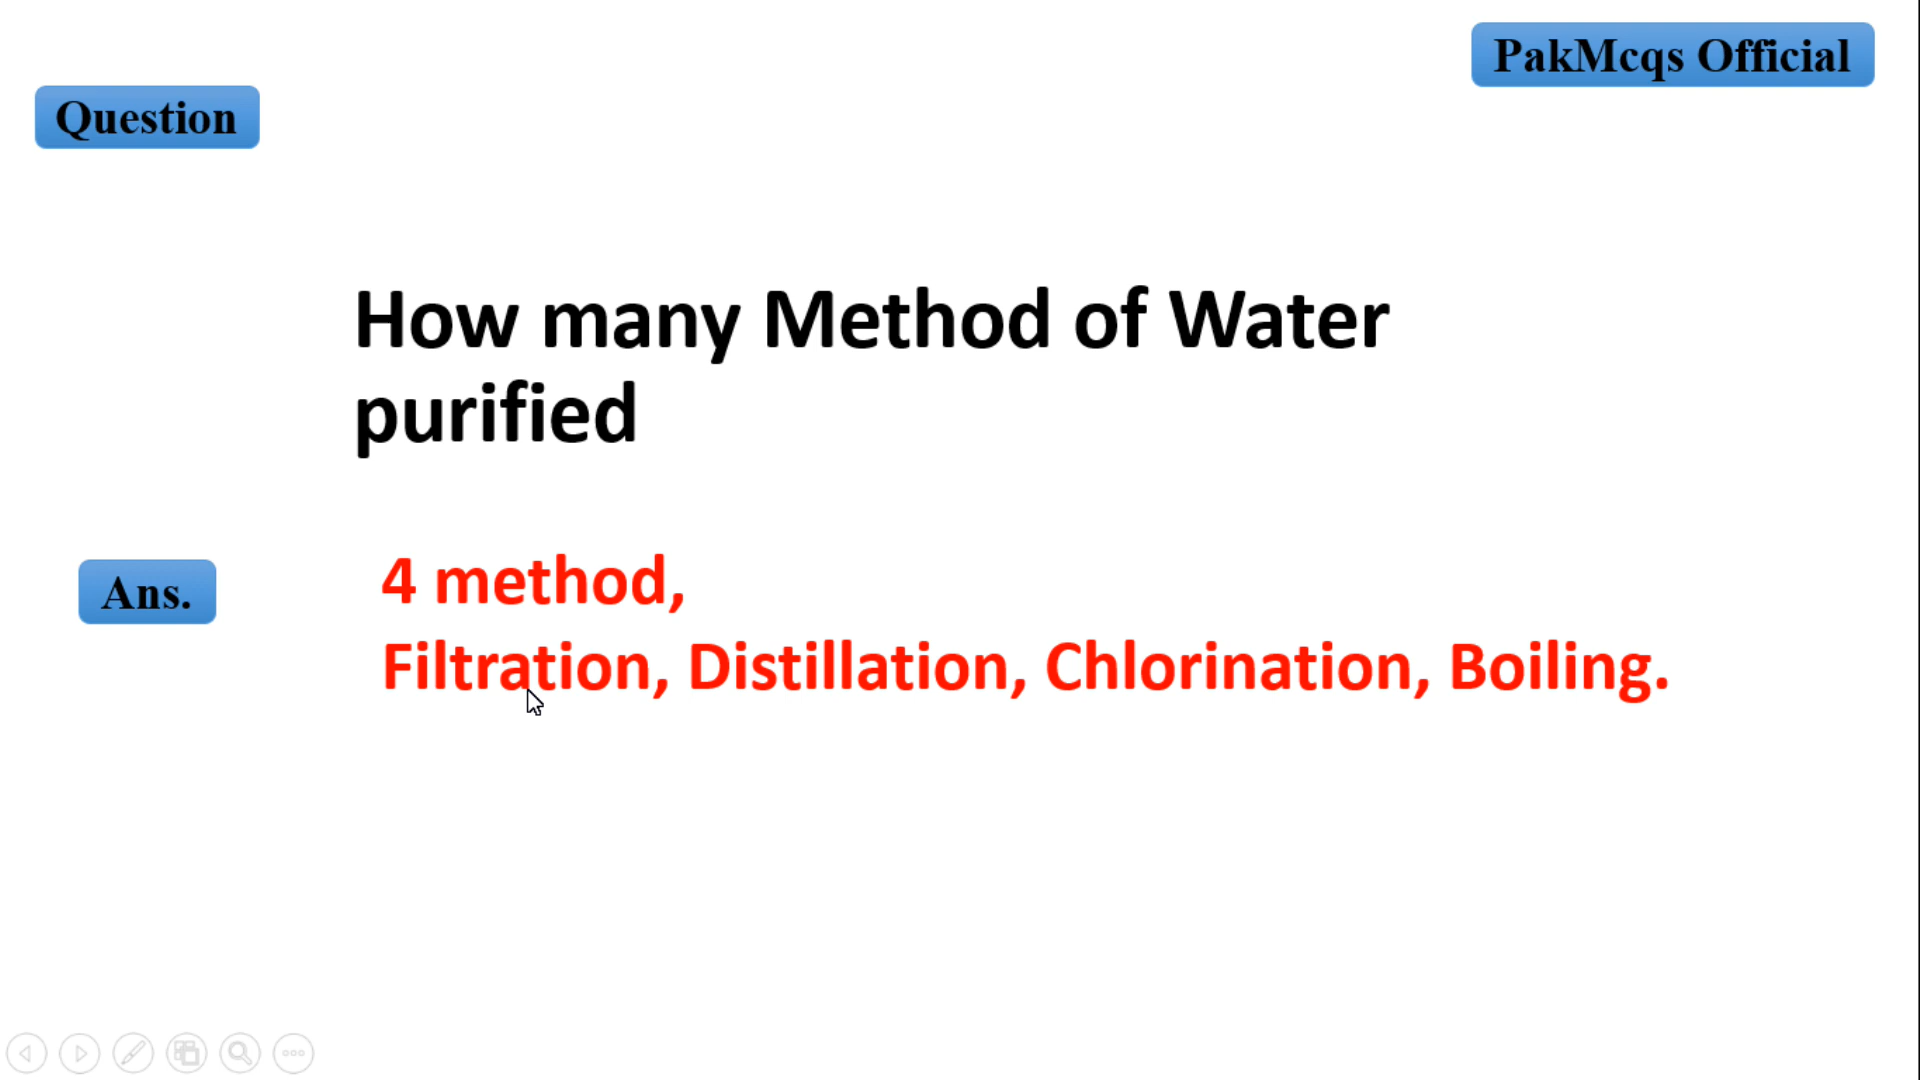 PakMcqs Official
Question
How many Method of Water
purified
Ans.
4 method,
Filtration, Distillation, Chlorination, Boiling.